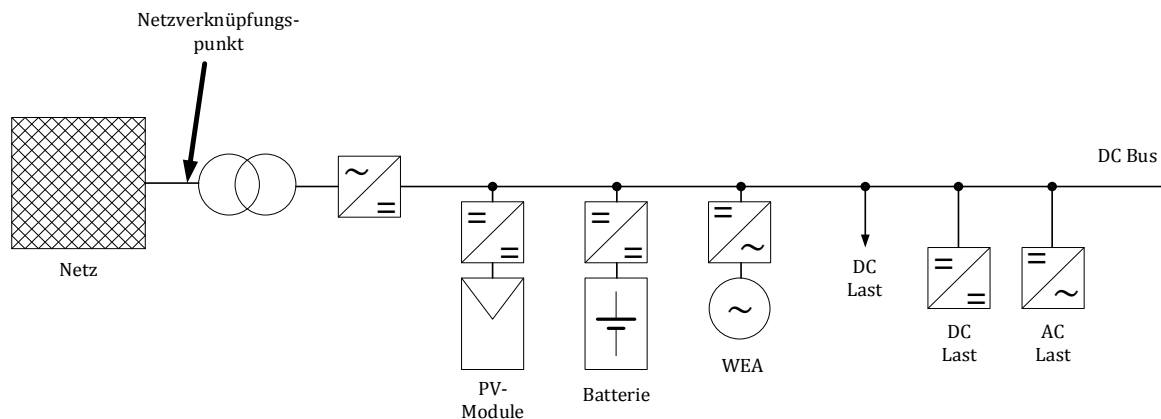 Netzverknüpfungs-
punkt
DC Bus
Netz
DC
Last
DC
Last
AC
Last
WEA
PV-
Module
Batterie